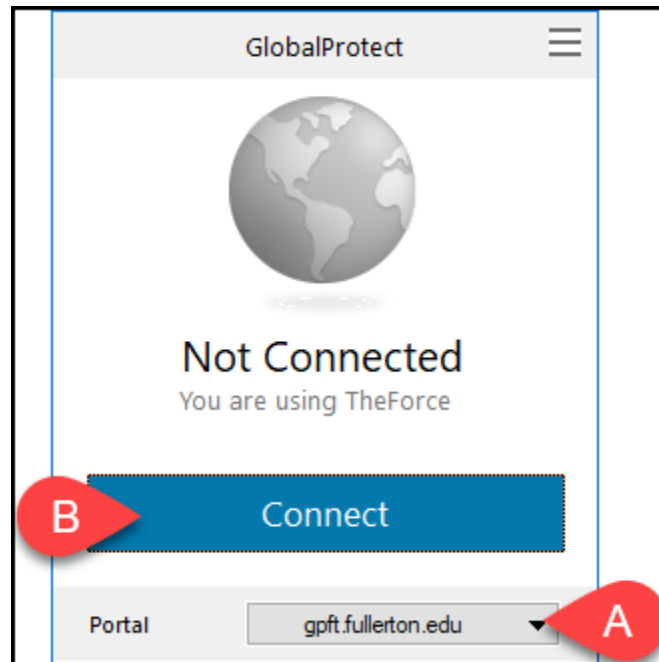 GlobalProtect
Not Connected
You are using TheForce
B
Connect
Portal gpft.fullerton.edu A